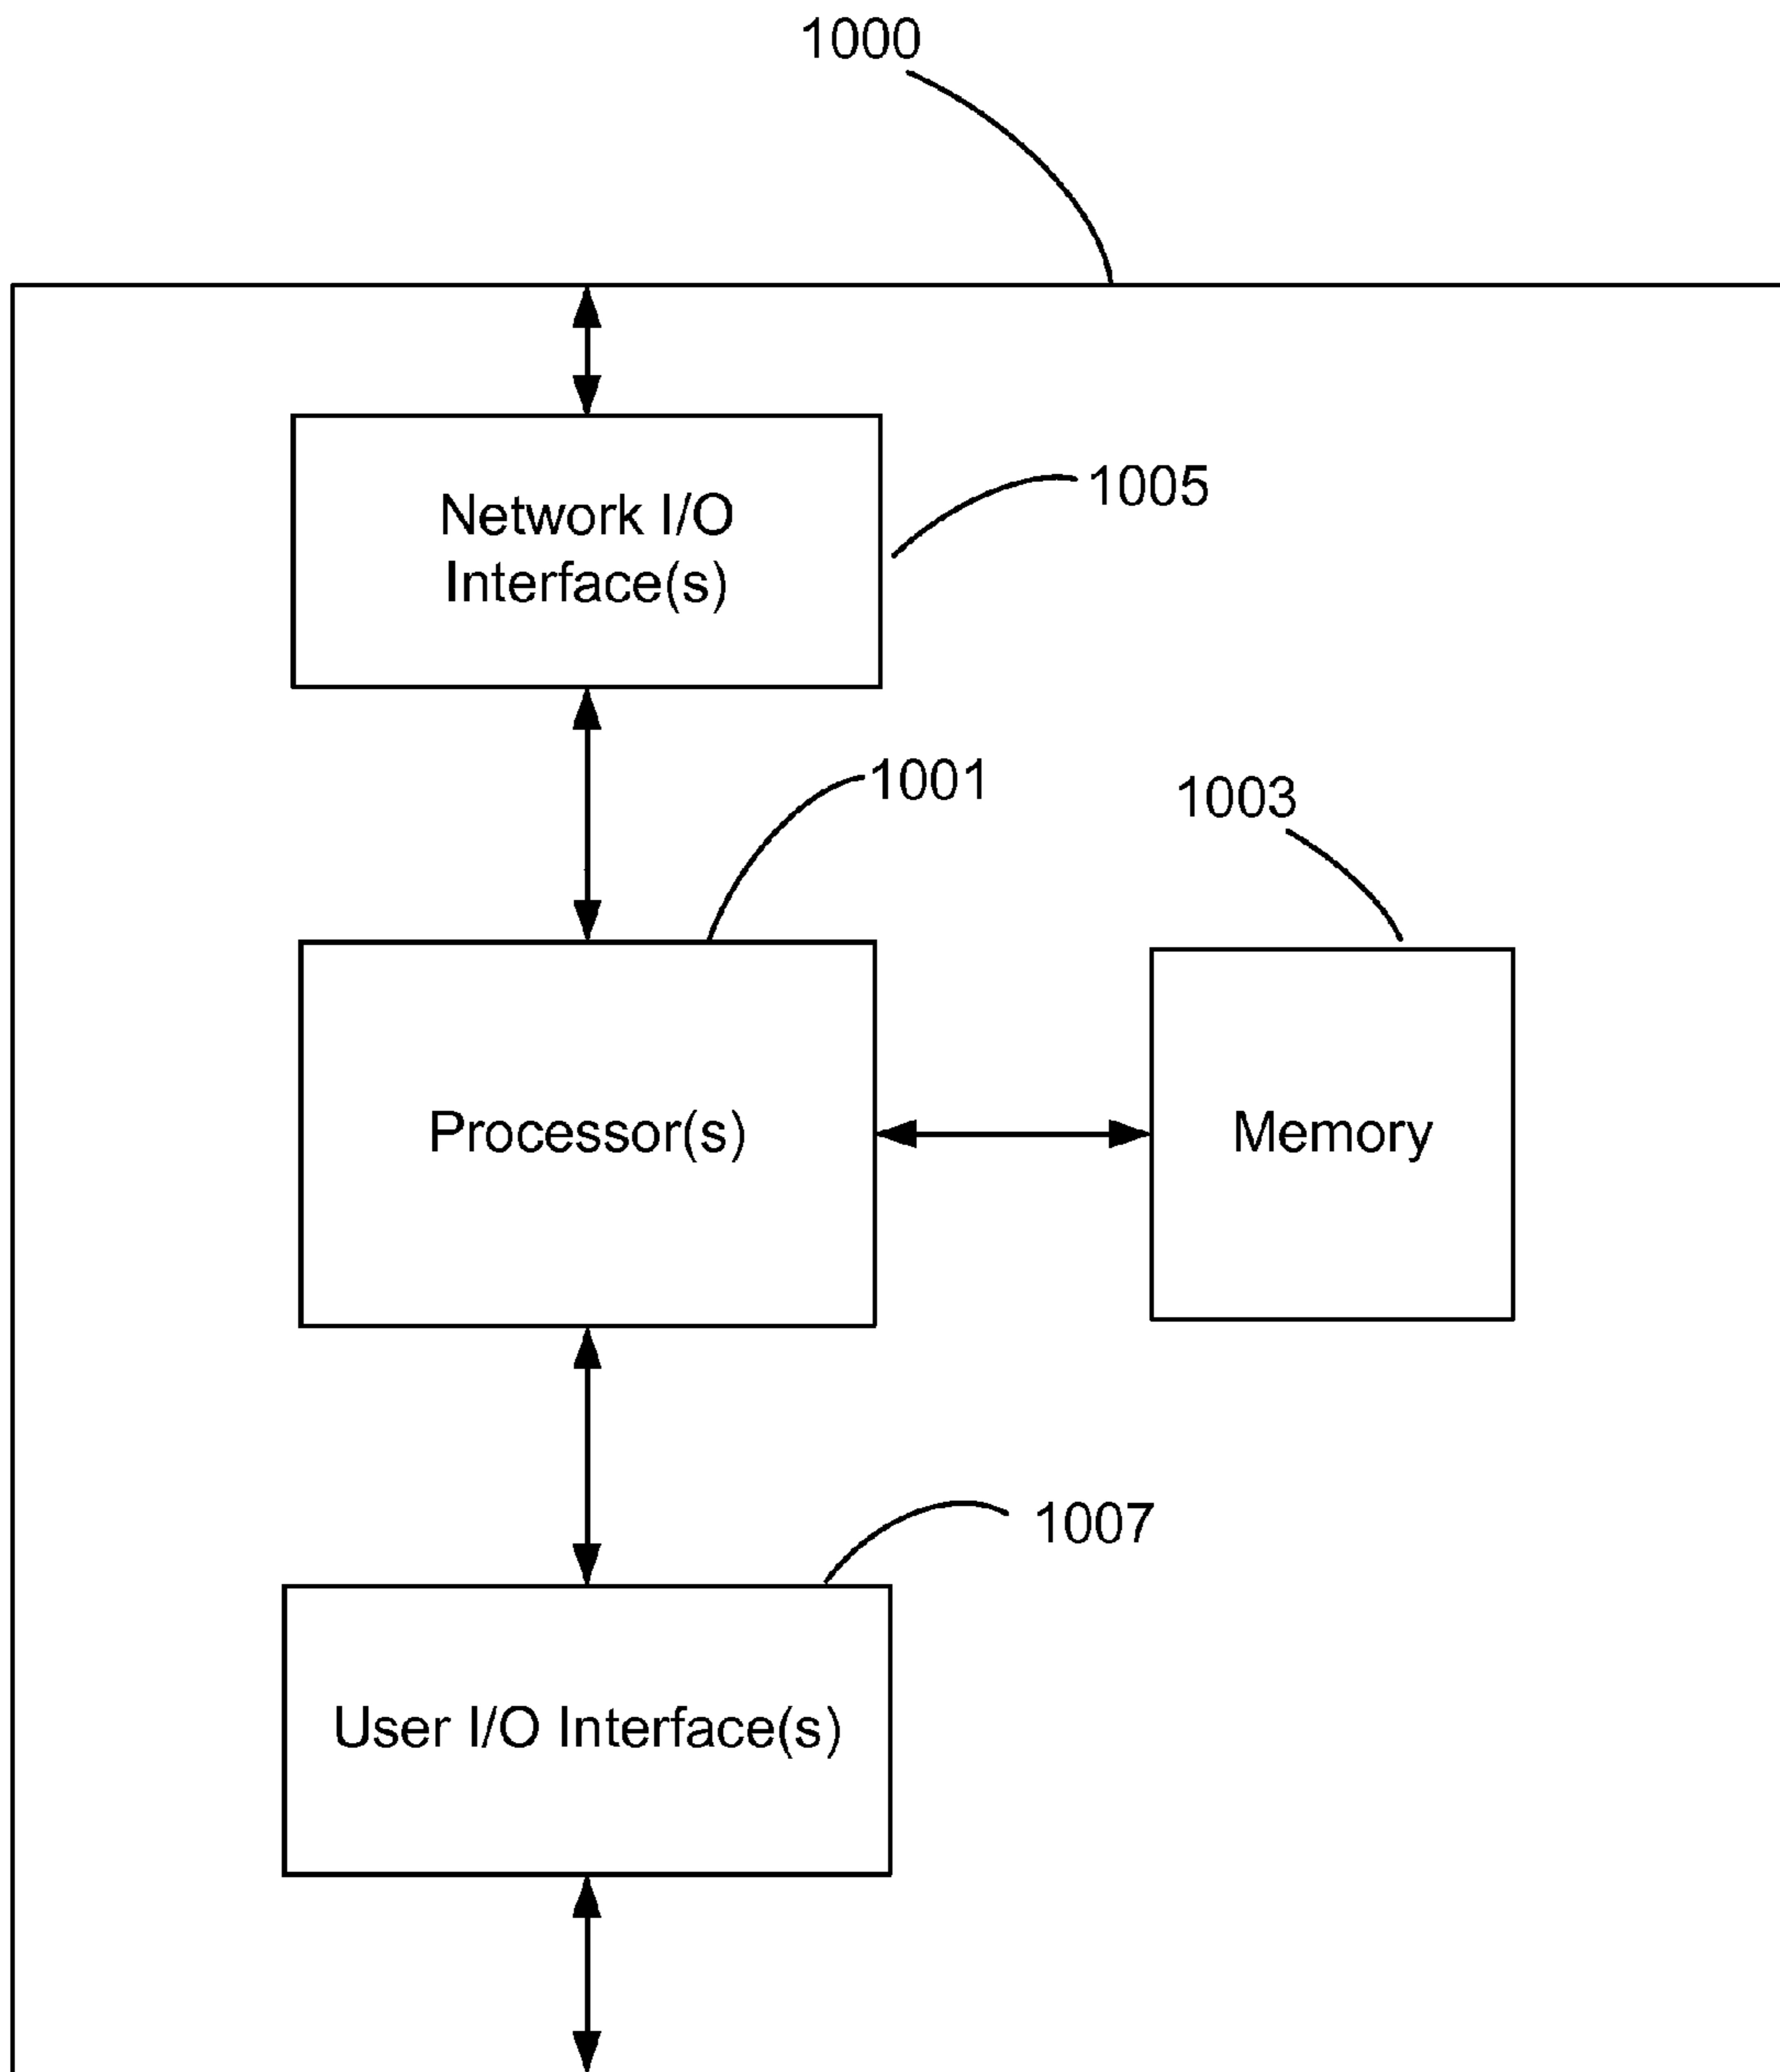 1000
Network I/O
Interface(s)
1005
1001
1003
Processor(s)
Memory
1007
User I/O Interface(s)